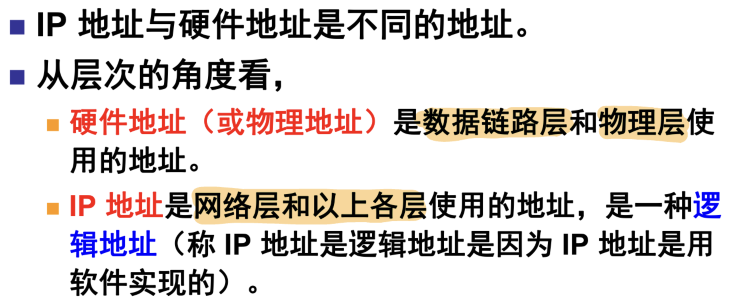 IP 地址与硬件地址是不同的地址。
从层次的角度看，
硬件地址（或物理地址）是数据链路层和物理层使
用的地址。
IP 地址是网络层和以上各层使用的地址，是一种逻
辑地址（称 IP 地址是逻辑地址是因为 IP 地址是用
软件实现的）。